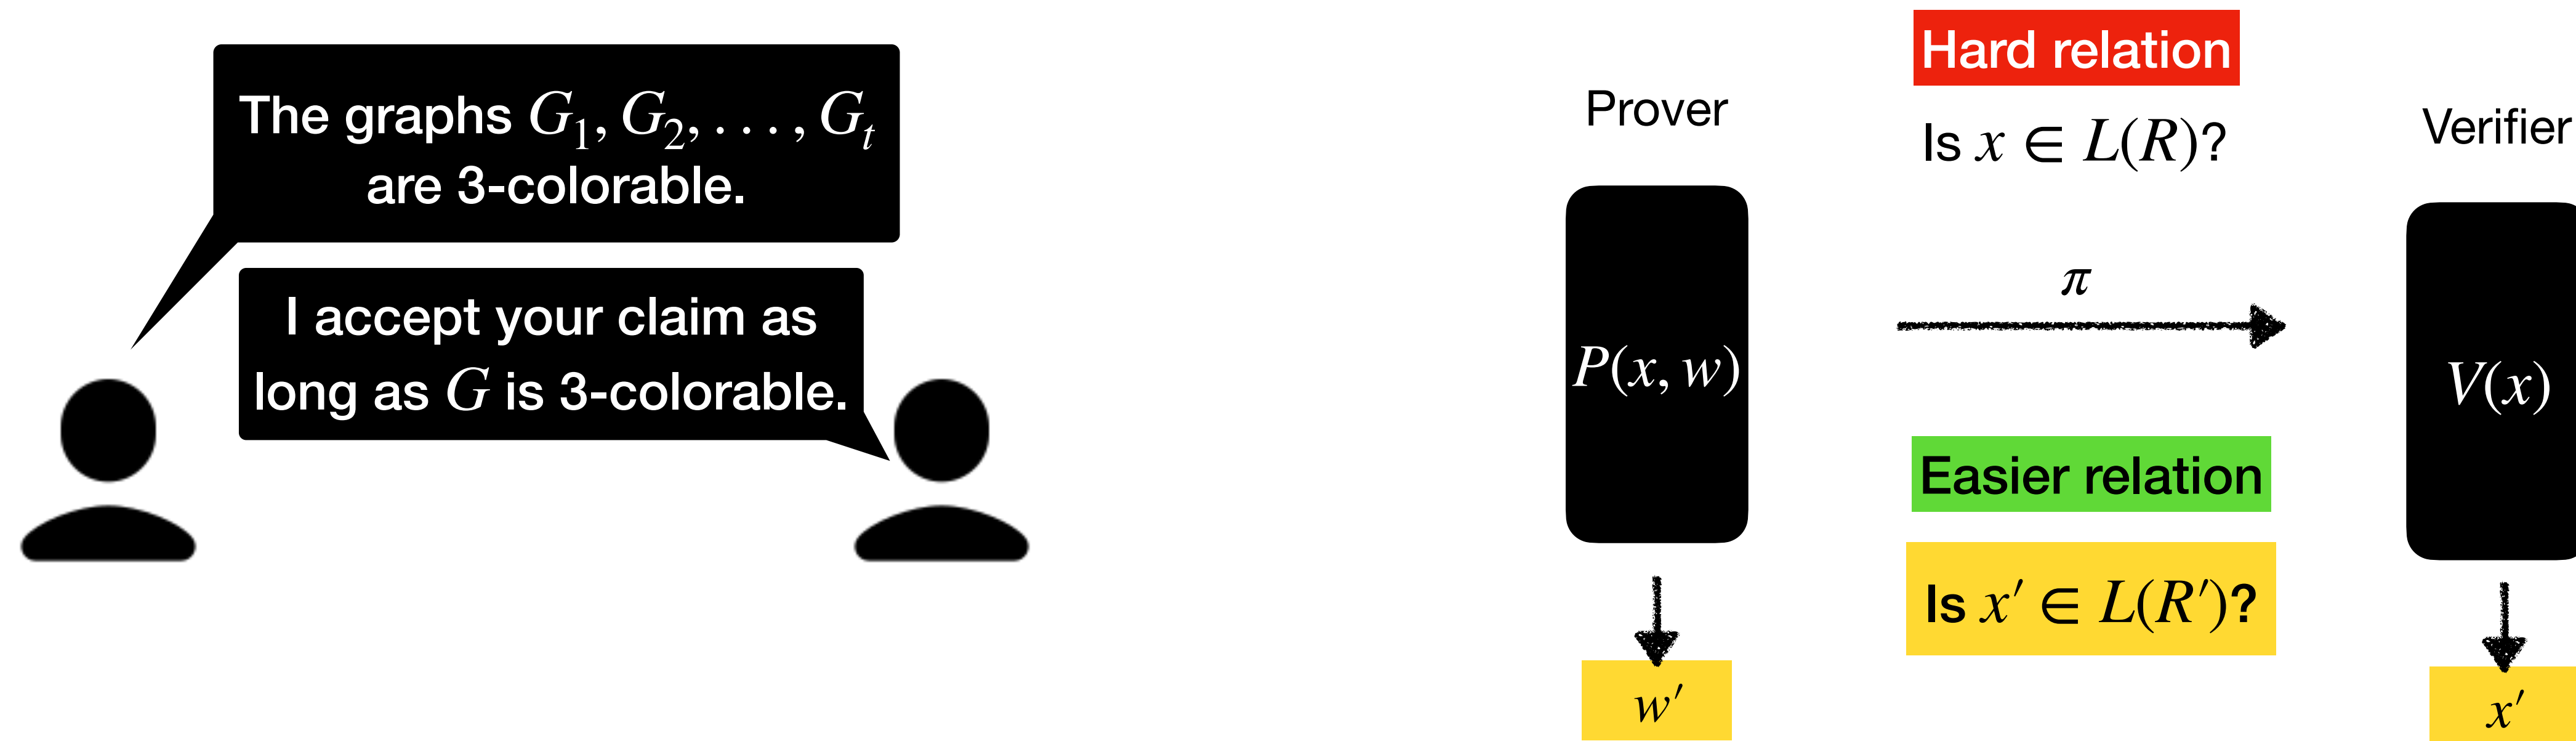 The graphs G₁, G₂, . . . , Gₜ
are 3-colorable.
I accept your claim as
long as G is 3-colorable.
Prover
P(x, w)
w′
Hard relation
Is x ∈ L(R)?
π
Easier relation
Is x′ ∈ L(R′)?
Verifier
V(x)
x′